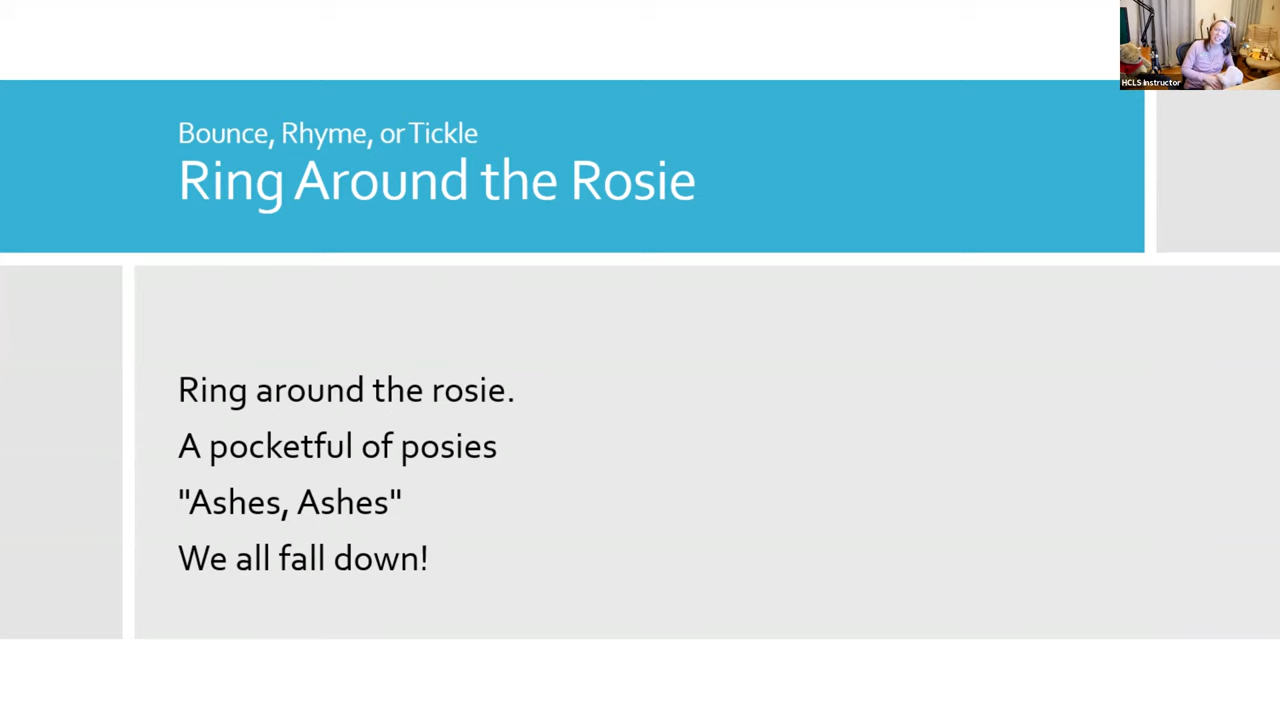 HCLS Instructor
Bounce, Rhyme, or Tickle
Ring Around the Rosie
Ring around the rosie.
A pocketful of posies
"Ashes, Ashes"
We all fall down!